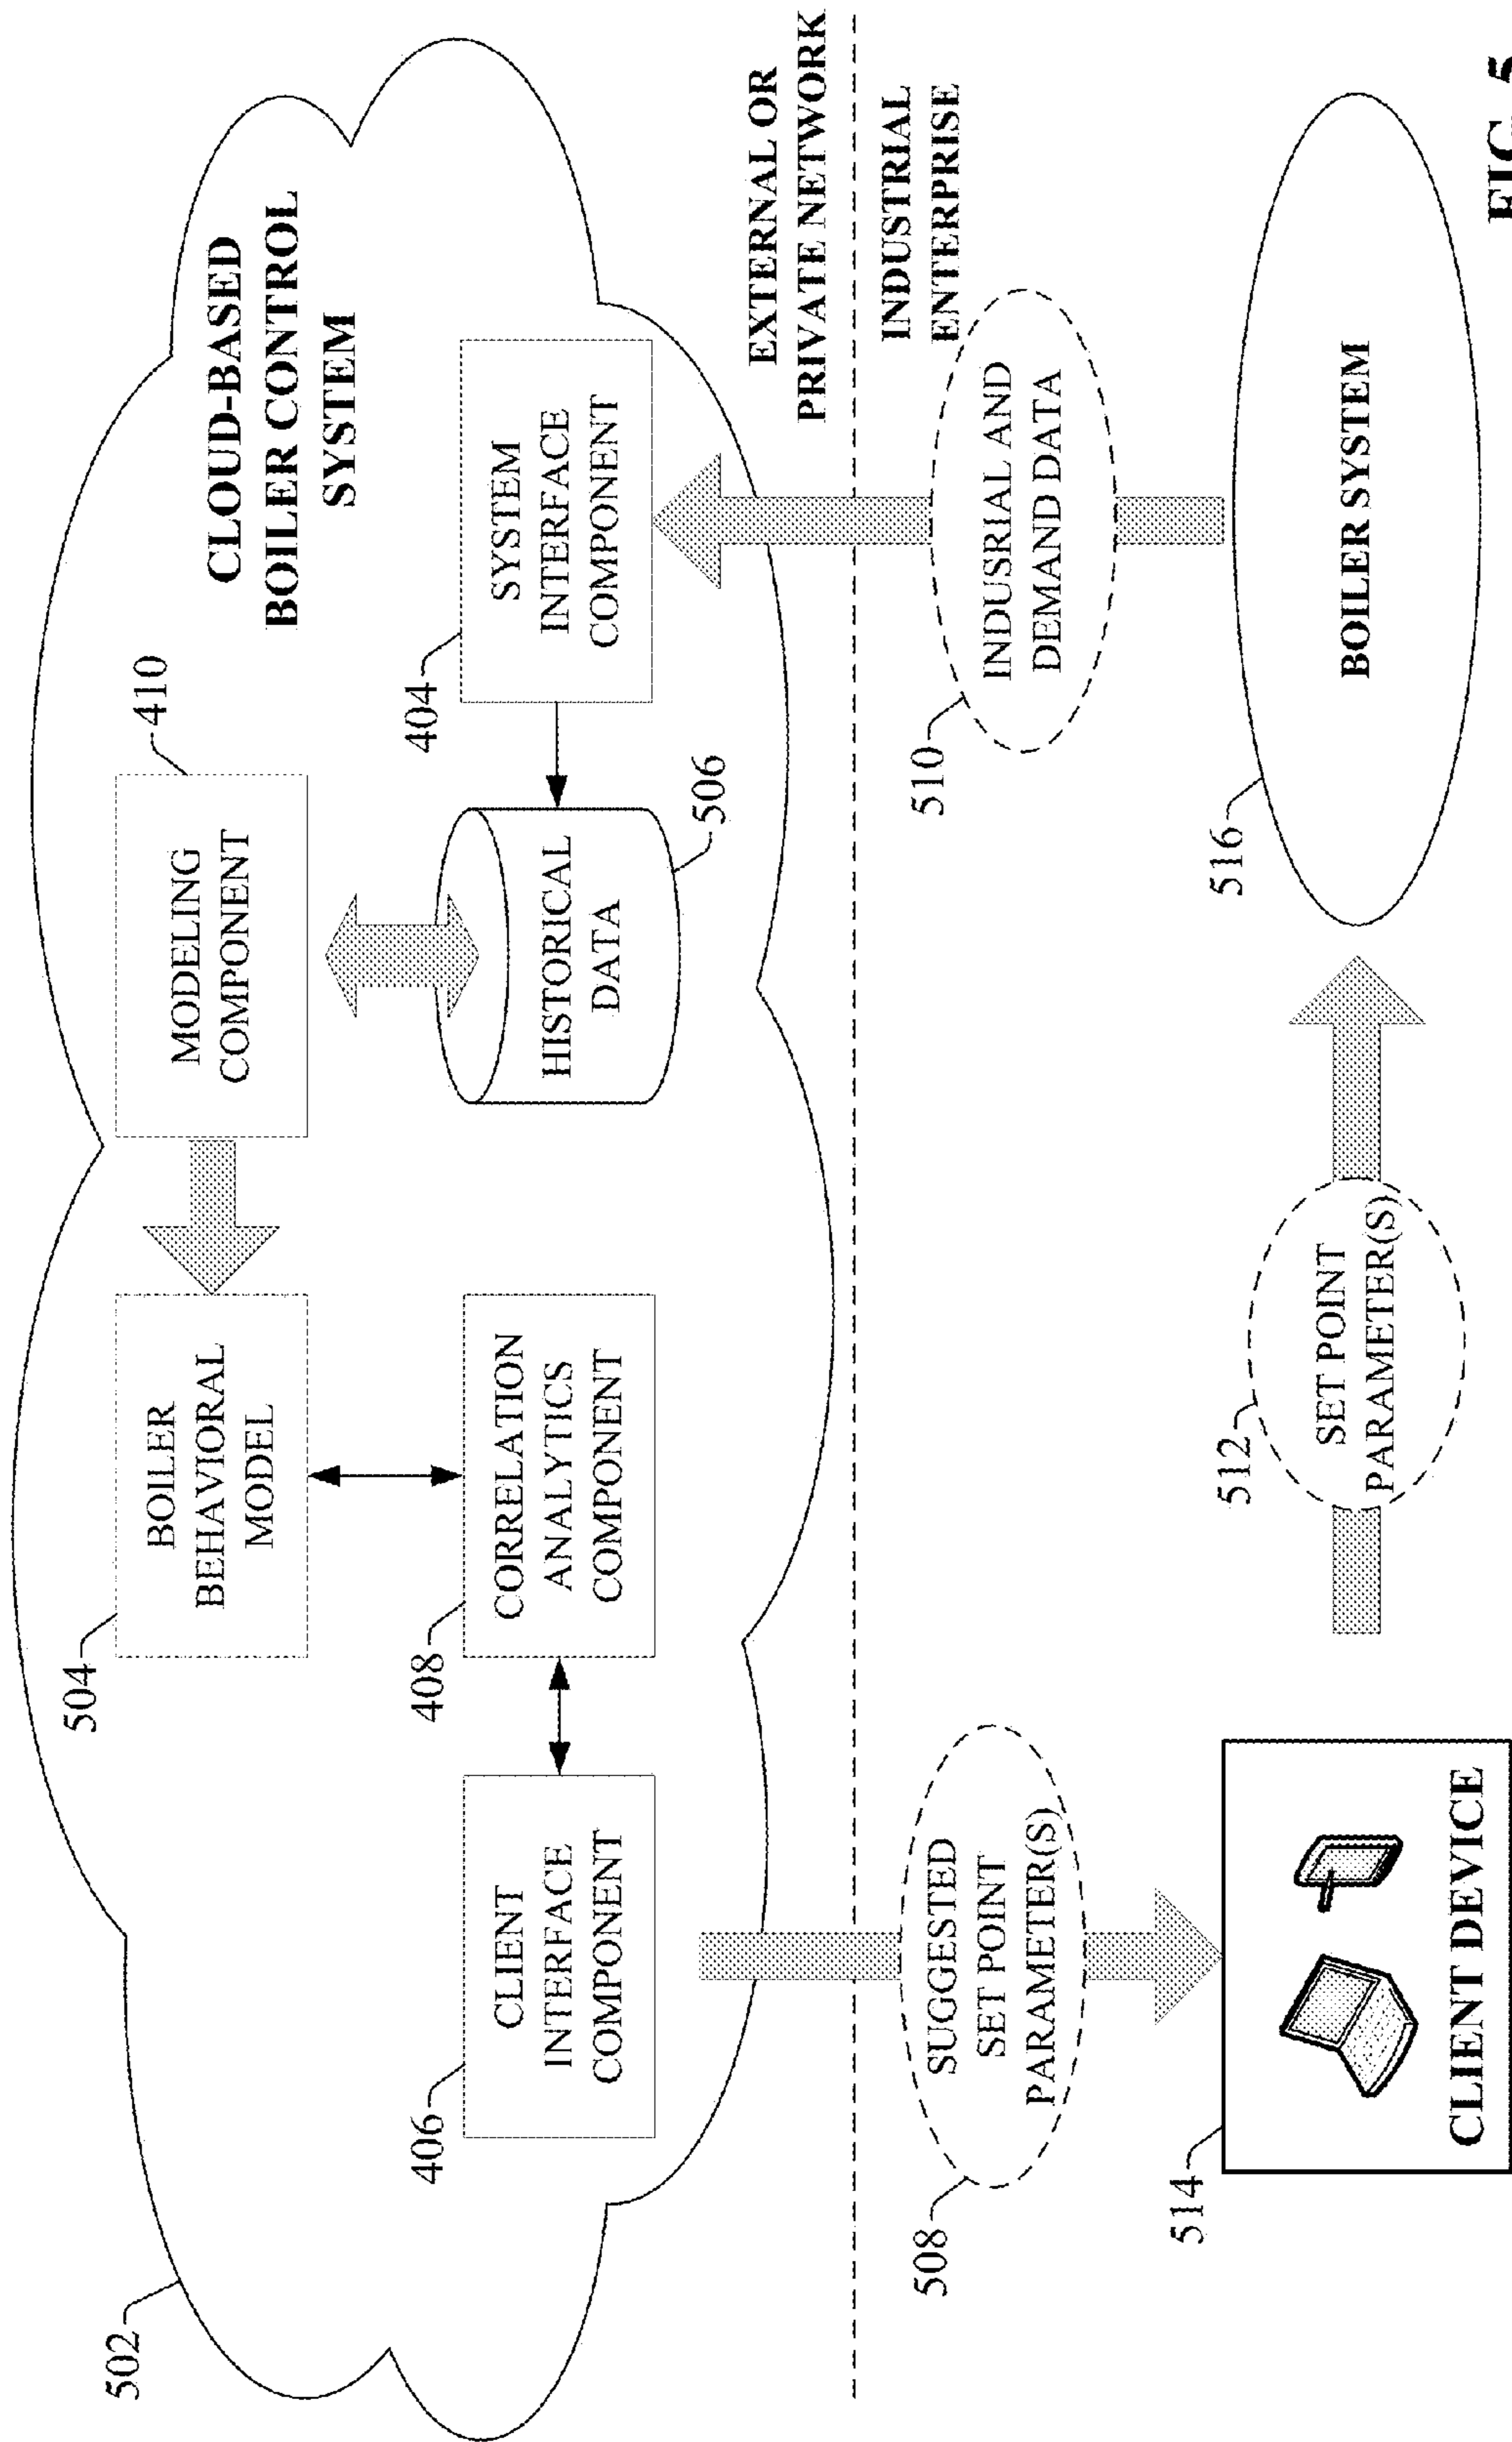 502
CLOUD-BASED
BOILER CONTROL
SYSTEM
504
BOILER
BEHAVIORAL
MODEL
MODELING
COMPONENT
410
406
CLIENT
INTERFACE
COMPONENT
408
CORRELATION
ANALYTICS
COMPONENT
HISTORICAL
DATA
506
404
SYSTEM
INTERFACE
COMPONENT
EXTERNAL OR
PRIVATE NETWORK
INDUSTRIAL
ENTERPRISE
508
SUGGESTED
SET POINT
PARAMETER(S)
510
INDUSRIAL AND
DEMAND DATA
514
CLIENT DEVICE
512
SET POINT
PARAMETER(S)
516
BOILER SYSTEM
FIG. 5